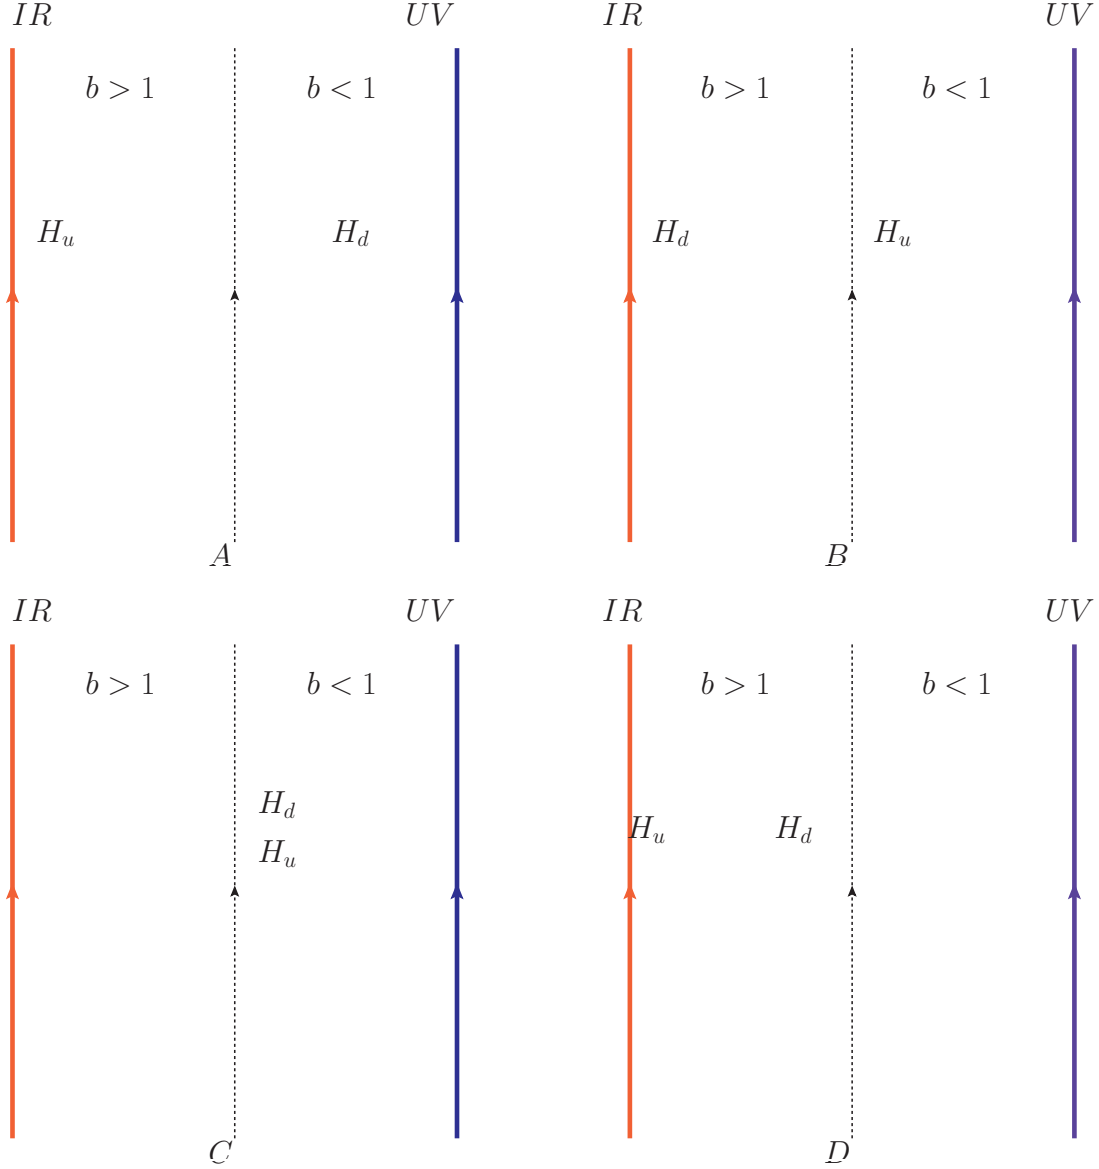 IR UV IR UV
b > 1 b < 1 b > 1 b < 1
H_u H_d H_d H_u
A B
IR UV IR UV
b > 1 b < 1 b > 1 b < 1
H_d
H_u H_u H_d
C D